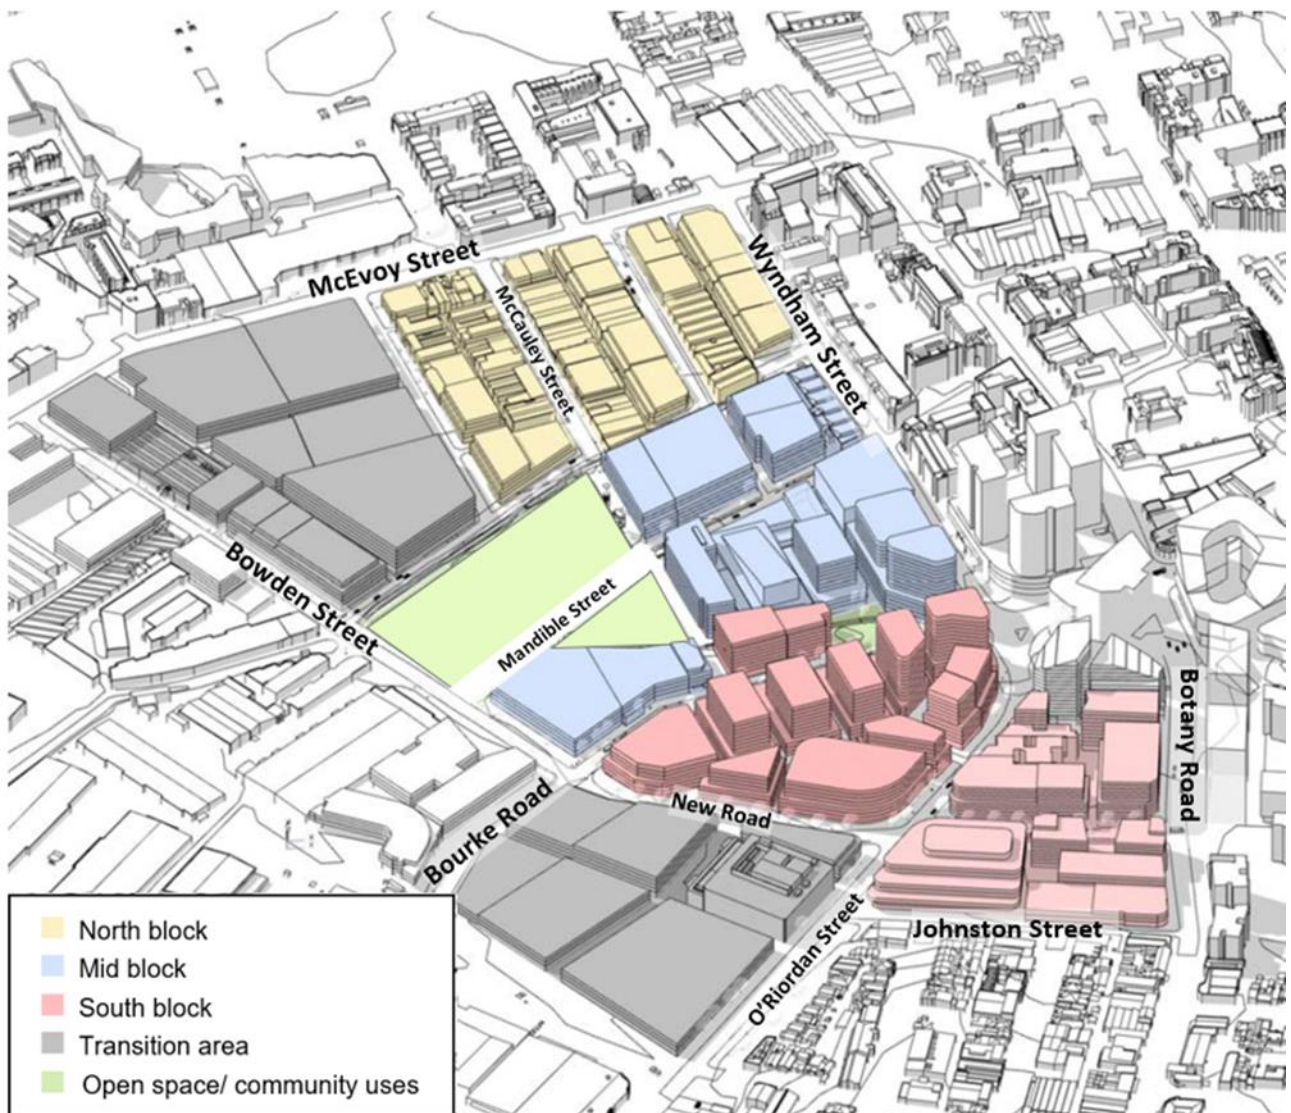 McEvoy Street
Wyndham Street
McCauley Street
Bowden Street
Mandible Street
Botany Road
New Road
Bourke Road
O'Riordan Street
Johnston Street
North block
Mid block
South block
Transition area
Open space/ community uses